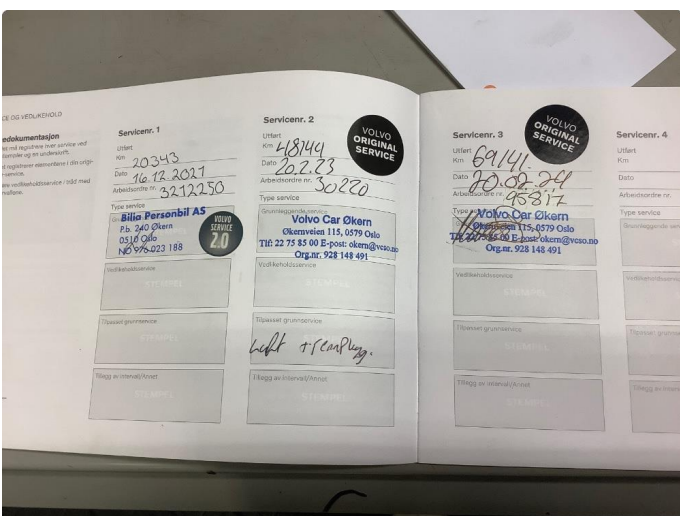 CE OG VEDLIKEHOLD
edokumentasjon
Servicenr. 1
Utført
Km 20343
Dato 16.12.2021
Arbeidsordre nr. 3212250
Type service
Bilia Personbil AS
P.b. 240 Økern
0510 Oslo
NO 976 023 188
VOLVO
SERVICE
2.0
Vedlikeholdsservice
STEMPEL
Tilpasset grunnservice
STEMPEL
Tillegg av intervall/Annet
STEMPEL
Servicenr. 2
Utført
Km 48144
Dato 20.2.23
Arbeidsordre nr. 30220
Type service
VOLVO
ORIGINAL
SERVICE
Grunnleggende service
Volvo Car Økern
Økernveien 115, 0579 Oslo
Tlf: 22 75 85 00 E-post: okern@vcso.no
Org.nr. 928 148 491
Vedlikeholdsservice
STEMPEL
Tilpasset grunnservice
Tillegg av intervall/Annet
STEMPEL
Servicenr. 3
Utført
Km 69141.
Dato 20.02.24
Arbeidsordre nr. 95817
VOLVO
ORIGINAL
SERVICE
Volvo Car Økern
Økernveien 115, 0579 Oslo
75 85 00 E-post: okern@vcso.no
Org.nr. 928 148 491
Vedlikeholdsservice
STEMPEL
Tilpasset grunnservice
STEMPEL
Tillegg av intervall/Annet
STEMPEL
Servicenr. 4
Utført
Km
Dato
Arbeidsordre nr.
Type service
Grunnleggende
Vedlikeholdsservice
Tilpasset grunnservice
Tillegg av